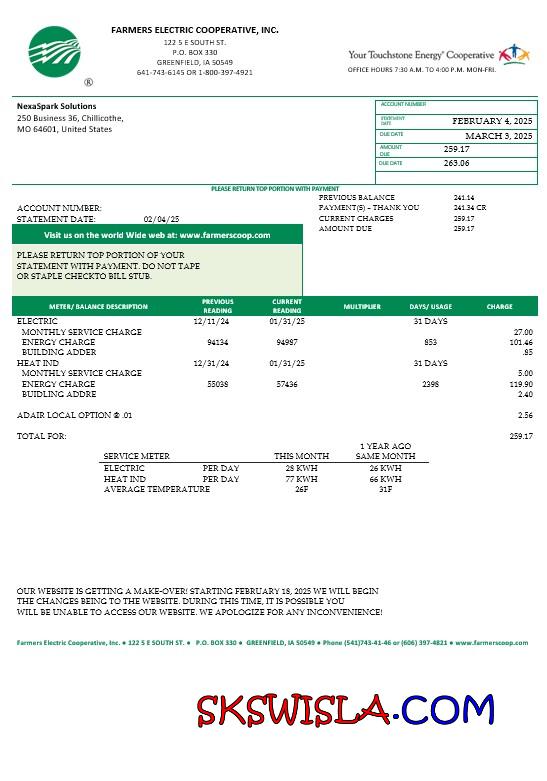 FARMERS ELECTRIC COOPERATIVE, INC.
122 5 E SOUTH ST.
P.O. BOX 330
GREENFIELD, IA 50549
641-743-6145 OR 1-800-397-4921
®
Your Touchstone Energy® Cooperative
OFFICE HOURS 7:30 A.M. TO 4:00 P.M. MON-FRI.
NexaSpark Solutions
250 Business 36, Chillicothe,
MO 64601, United States
ACCOUNT NUMBER
STATEMENT DATE FEBRUARY 4, 2025
DUE DATE MARCH 3, 2025
AMOUNT DUE 259.17
DUE DATE 263.06
PLEASE RETURN TOP PORTION WITH PAYMENT
PREVIOUS BALANCE 241.14
PAYMENT(S) – THANK YOU 241.34 CR
CURRENT CHARGES 259.17
AMOUNT DUE 259.17
ACCOUNT NUMBER:
STATEMENT DATE: 02/04/25
Visit us on the world Wide web at: www.farmerscoop.com
PLEASE RETURN TOP PORTION OF YOUR
STATEMENT WITH PAYMENT. DO NOT TAPE
OR STAPLE CHECKTO BILL STUB.
METER/ BALANCE DESCRIPTION PREVIOUS READING CURRENT READING MULTIPLIER DAYS/ USAGE CHARGE
ELECTRIC 12/11/24 01/31/25 31 DAYS
MONTHLY SERVICE CHARGE 27.00
ENERGY CHARGE 94134 94987 853 101.46
BUILDING ADDER .85
HEAT IND 12/31/24 01/31/25 31 DAYS
MONTHLY SERVICE CHARGE 5.00
ENERGY CHARGE 55038 57436 2398 119.90
BUIDLING ADDRE 2.40
ADAIR LOCAL OPTION @ .01 2.56
TOTAL FOR: 259.17
1 YEAR AGO
SERVICE METER THIS MONTH SAME MONTH
ELECTRIC PER DAY 28 KWH 26 KWH
HEAT IND PER DAY 77 KWH 66 KWH
AVERAGE TEMPERATURE 26F 31F
OUR WEBSITE IS GETTING A MAKE-OVER! STARTING FEBRUARY 18, 2025 WE WILL BEGIN
THE CHANGES BEING TO THE WEBSITE. DURING THIS TIME, IT IS POSSIBLE YOU
WILL BE UNABLE TO ACCESS OUR WEBSITE. WE APOLOGIZE FOR ANY INCONVENIENCE!
Farmers Electric Cooperative, Inc. ● 122 5 E SOUTH ST. ● P.O. BOX 330 ● GREENFIELD, IA 50549 ● Phone (541)743-41-46 or (606) 397-4821 ● www.farmerscoop.com
SKSWISLA.COM